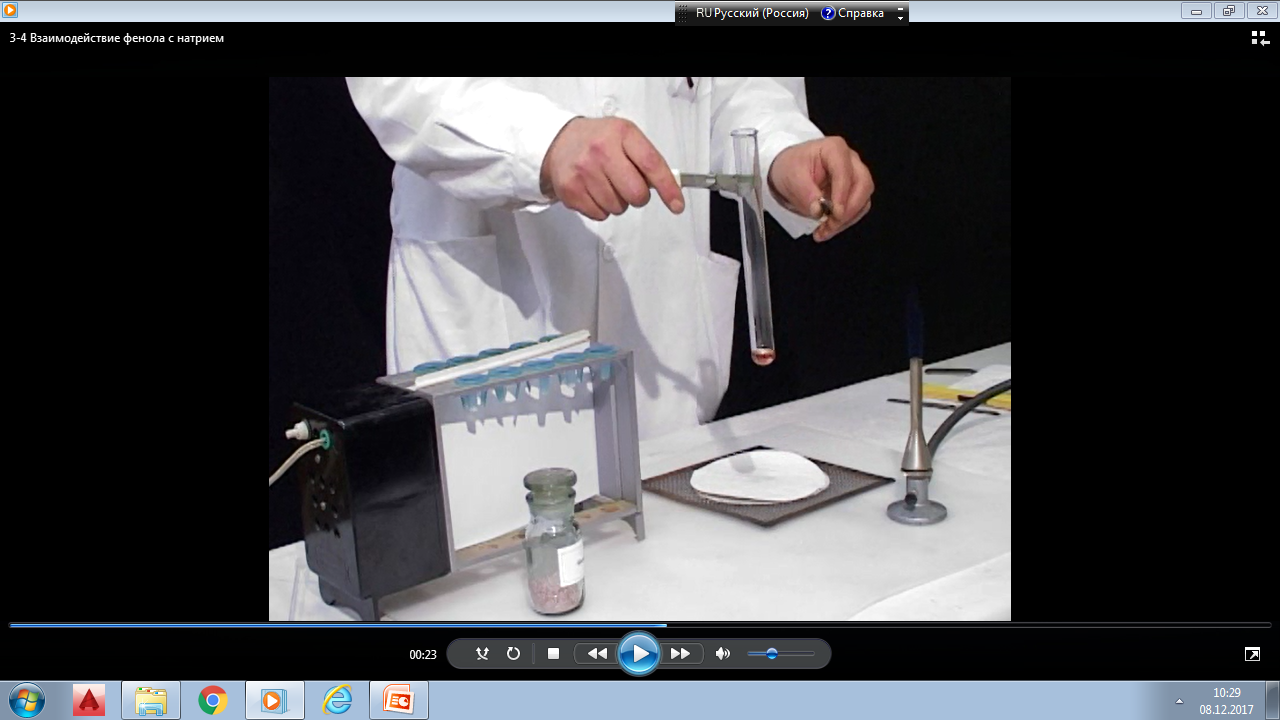 RU Русский (Россия) ? Справка
3-4 Взаимодействие фенола с натрием
00:23
10:29
08.12.2017